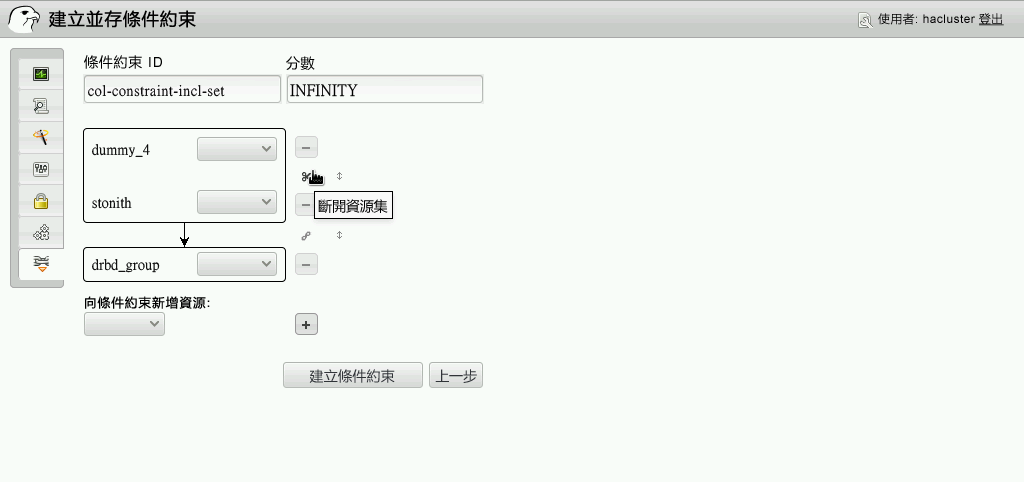 建立並存條件約束
使用者: hacluster 登出
條件約束 ID
分數
col-constraint-incl-set
INFINITY
dummy_4
stonith
斷開資源集
drbd_group
向條件約束新增資源:
建立條件約束
上一步